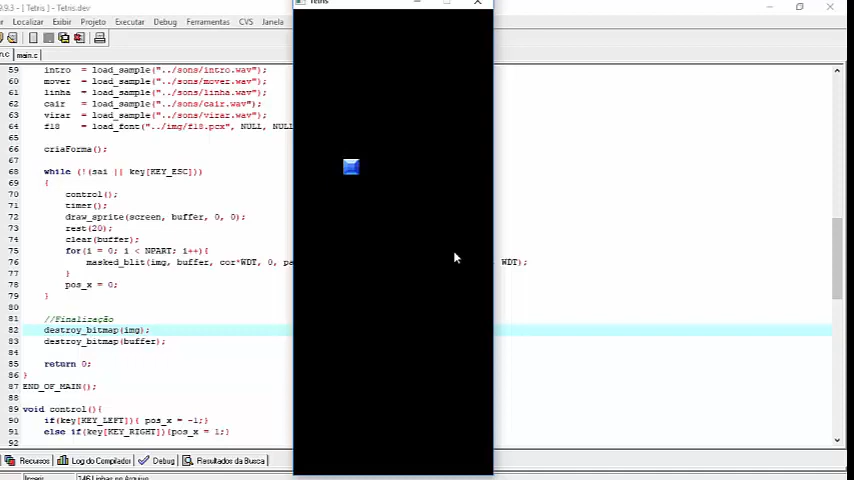 9.9.3 - [ Tetris ] - Tetris.dev
Tetris
Localizar Exibir Projeto Executar Debug Ferramentas CVS Janela
main.c
59 intro = load_sample("../sons/intro.wav");
60 mover = load_sample("../sons/mover.wav");
61 linha = load_sample("../sons/linha.wav");
62 cair = load_sample("../sons/cair.wav");
63 virar = load_sample("../sons/virar.wav");
64 f18 = load_font("../img/f18.pcx", NULL, NULL
65
66 criaForma();
67
68 while (!(sai || key[KEY_ESC]))
69 {
70 control();
71 timer();
72 draw_sprite(screen, buffer, 0, 0);
73 rest(20);
74 clear(buffer);
75 for(i = 0; i < NPART; i++){
76 masked_blit(img, buffer, cor*WDT, 0, pa WDT);
77 }
78 pos_x = 0;
79 }
80
81 //Finalização
82 destroy_bitmap(img);
83 destroy_bitmap(buffer);
84
85 return 0;
86 }
87 END_OF_MAIN();
88
89 void control(){
90 if(key[KEY_LEFT]){ pos_x = -1;}
91 else if(key[KEY_RIGHT]){pos_x = 1;}
92
Recursos Log do Compilador Debug Resultados da Busca
Inserir 146 Linhas no Arquivo